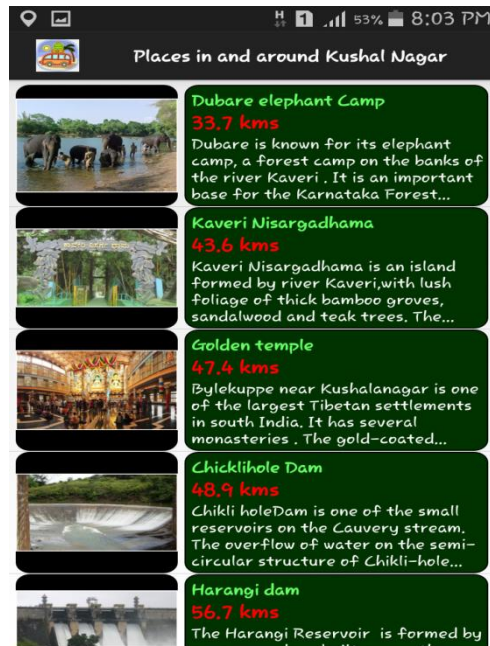 H 1 53% 8:03 PM
Places in and around Kushal Nagar
Dubare elephant Camp
33.7 kms
Dubare is known for its elephant
camp, a forest camp on the banks of
the river Kaveri . It is an important
base for the Karnataka Forest...
Kaveri Nisargadhama
43.6 kms
Kaveri Nisargadhama is an island
formed by river Kaveri,with lush
foliage of thick bamboo groves,
sandalwood and teak trees. The...
Golden temple
47.4 kms
Bylekuppe near Kushalanagar is one
of the largest Tibetan settlements
in south India. It has several
monasteries . The gold-coated...
Chicklihole Dam
48.9 kms
Chikli holeDam is one of the small
reservoirs on the Cauvery stream.
The overflow of water on the semi-
circular structure of Chikli-hole...
Harangi dam
56.7 kms
The Harangi Reservoir is formed by